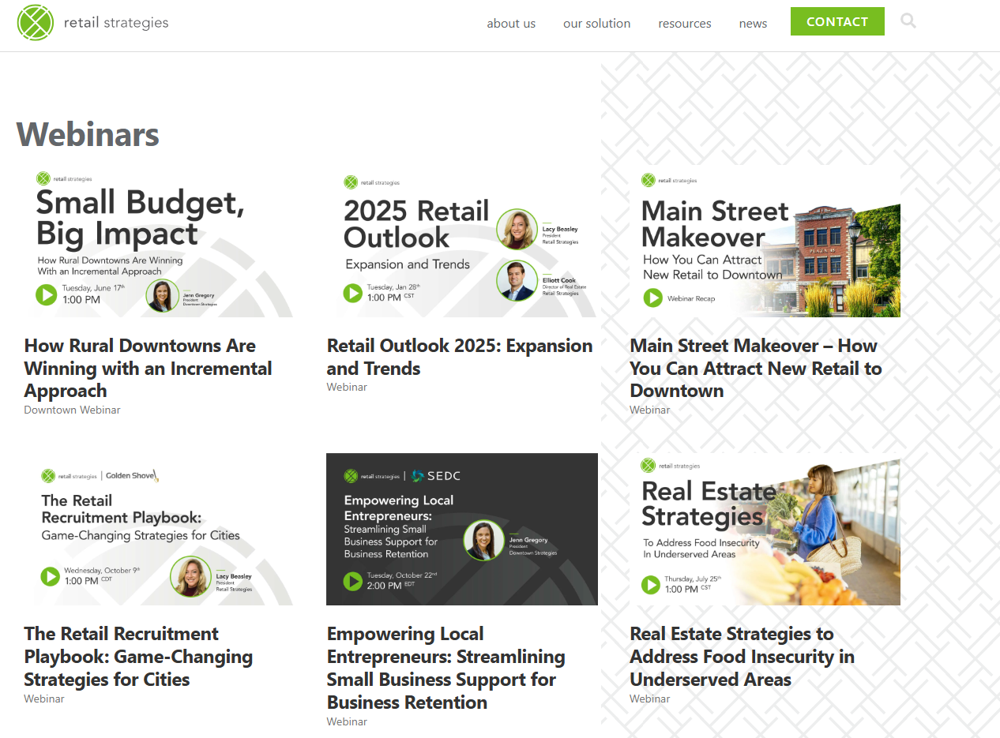 retail strategies
about us
our solution
resources
news
CONTACT
Webinars
retail strategies
Small Budget,
Big Impact
How Rural Downtowns Are Winning
With an Incremental Approach
Tuesday, June 17th
1:00 PM
Jenn Gregory
President
Downtown Strategies
How Rural Downtowns Are
Winning with an Incremental
Approach
Downtown Webinar
retail strategies
2025 Retail
Outlook
Expansion and Trends
Tuesday, Jan 28th
1:00 PM CST
Lacy Beasley
President
Retail Strategies
Elliott Cook
Director of Real Estate
Retail Strategies
Retail Outlook 2025: Expansion
and Trends
Webinar
retail strategies
Main Street
Makeover
How You Can Attract
New Retail to Downtown
Webinar Recap
PLAZA 15
Main Street Makeover – How
You Can Attract New Retail to
Downtown
Webinar
retail strategies | Golden Shovel
The Retail
Recruitment Playbook:
Game-Changing Strategies for Cities
Wednesday, October 9th
1:00 PM CDT
Lacy Beasley
President
Retail Strategies
The Retail Recruitment
Playbook: Game-Changing
Strategies for Cities
Webinar
retail strategies | SEDC
Empowering Local
Entrepreneurs:
Streamlining Small
Business Support for
Business Retention
Tuesday, October 22nd
2:00 PM EDT
Jenn Gregory
President
Downtown Strategies
Empowering Local
Entrepreneurs: Streamlining
Small Business Support for
Business Retention
Webinar
retail strategies
Real Estate
Strategies
To Address Food Insecurity
In Underserved Areas
Thursday, July 25th
1:00 PM CST
Real Estate Strategies to
Address Food Insecurity in
Underserved Areas
Webinar